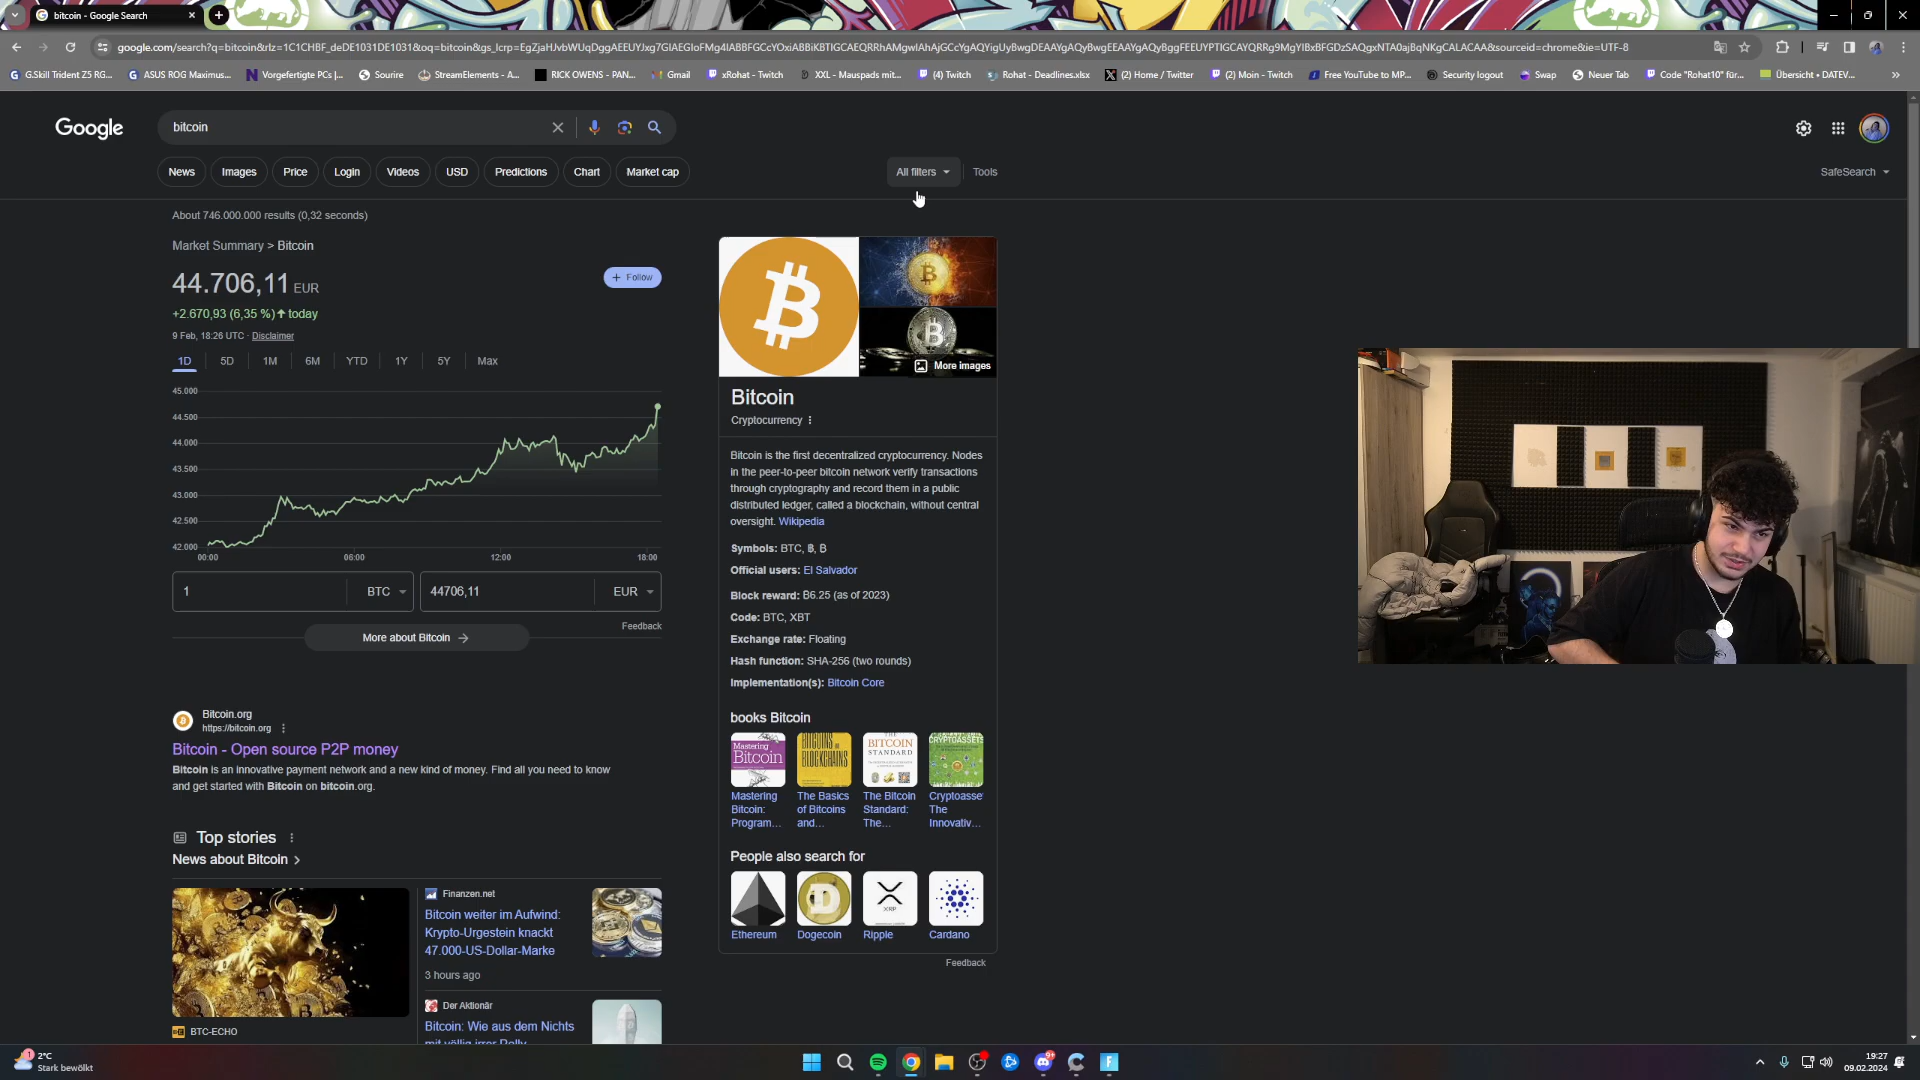 bitcoin - Google Search
google.com/search?q=bitcoin&rlz=1C1CHBF_deDE1031DE1031&oq=bitcoin&gs_lcrp=
G.Skill Trident Z5 RG...
ASUS ROG Maximus...
Vorgefertigte PCs |...
Sourire
StreamElements - A...
RICK OWENS - PAN...
Gmail
xRohat - Twitch
XXL - Mauspads mit...
(4) Twitch
Rohat - Deadlines.xlsx
(2) Home / Twitter
(2) Moin - Twitch
Free YouTube to MP...
Security logout
Swap
Neuer Tab
Code "Rohat10" für...
Übersicht • DATEV...
Google
bitcoin
News
Images
Price
Login
Videos
USD
Predictions
Chart
Market cap
All filters
Tools
SafeSearch
About 746.000.000 results (0,32 seconds)
Market Summary > Bitcoin
44.706,11 EUR
+ Follow
+2.670,93 (6,35 %) ↑ today
9 Feb, 18:26 UTC · Disclaimer
1D
5D
1M
6M
YTD
1Y
5Y
Max
45.000
44.500
44.000
43.500
43.000
42.500
42.000
00:00
06:00
12:00
18:00
1
BTC
44706,11
EUR
Feedback
More about Bitcoin →
Bitcoin.org
https://bitcoin.org
Bitcoin - Open source P2P money
Bitcoin is an innovative payment network and a new kind of money. Find all you need to know
and get started with Bitcoin on bitcoin.org.
Top stories
News about Bitcoin >
BTC-ECHO
Finanzen.net
Bitcoin weiter im Aufwind:
Krypto-Urgestein knackt
47.000-US-Dollar-Marke
3 hours ago
Der Aktionär
Bitcoin: Wie aus dem Nichts
mit völlig irrer Rally
More images
Bitcoin
Cryptocurrency
Bitcoin is the first decentralized cryptocurrency. Nodes
in the peer-to-peer bitcoin network verify transactions
through cryptography and record them in a public
distributed ledger, called a blockchain, without central
oversight. Wikipedia
Symbols: BTC, ₿, B
Official users: El Salvador
Block reward: ₿6.25 (as of 2023)
Code: BTC, XBT
Exchange rate: Floating
Hash function: SHA-256 (two rounds)
Implementation(s): Bitcoin Core
books Bitcoin
Mastering
Bitcoin
BLOCKCHAINS
BITCOIN
STANDARD
CRYPTOASSETS
Mastering
Bitcoin:
Program...
The Basics
of Bitcoins
and...
The Bitcoin
Standard:
The...
Cryptoasse
The
Innovativ...
People also search for
XRP
Ethereum
Dogecoin
Ripple
Cardano
Feedback
2°C
Stark bewölkt
19:27
09.02.2024